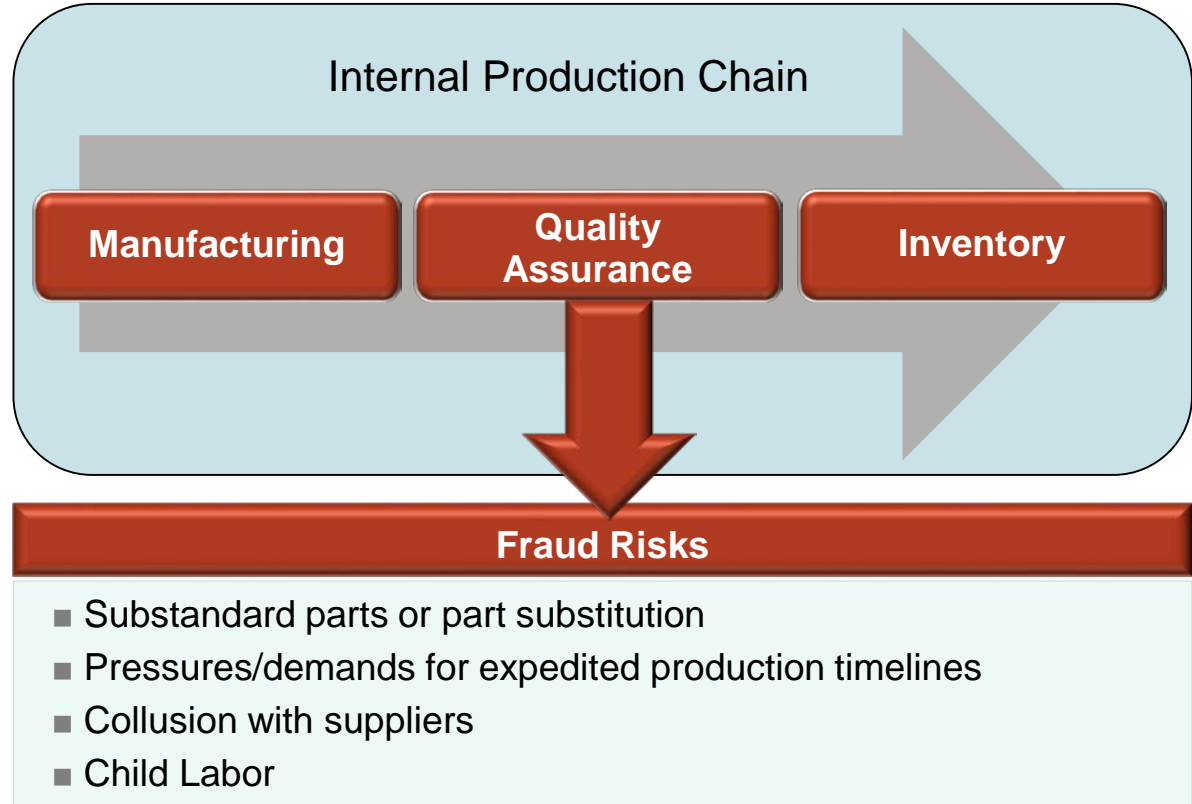 Internal Production Chain
Manufacturing
Quality
Assurance
Inventory
Fraud Risks
Substandard parts or part substitution
Pressures/demands for expedited production timelines
Collusion with suppliers
Child Labor